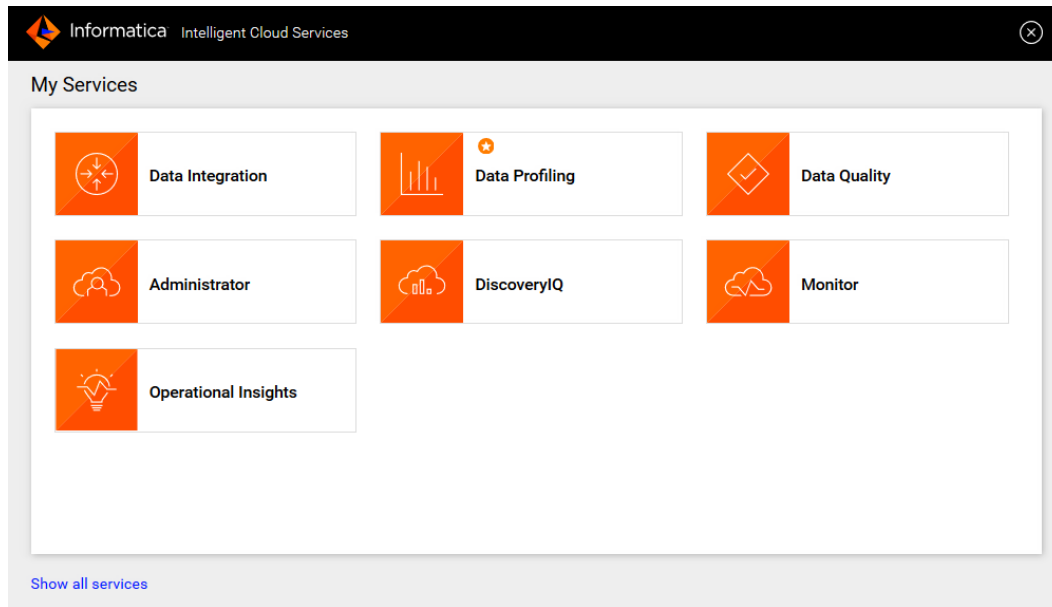 Informatica Intelligent Cloud Services
My Services
Data Integration
Data Profiling
Data Quality
Administrator
DiscoveryIQ
Monitor
Operational Insights
Show all services